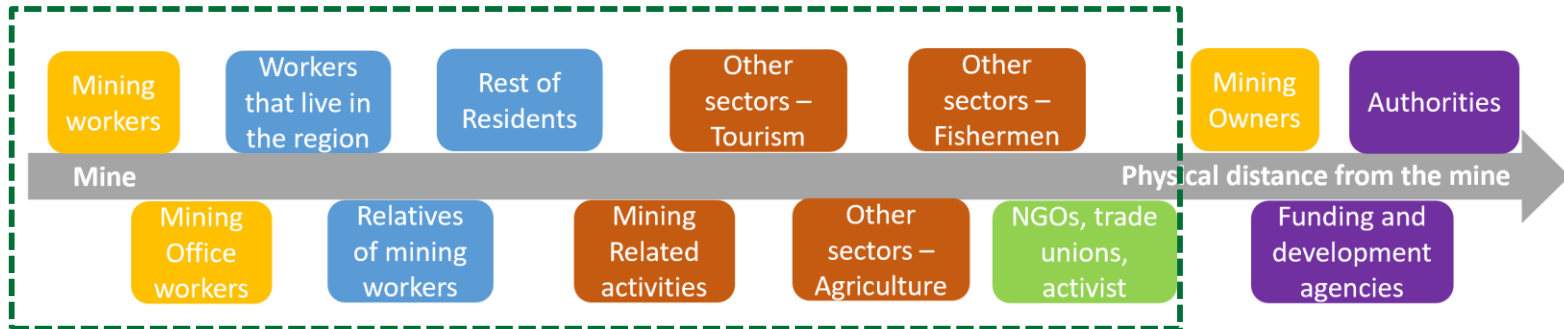 Mining
workers
Workers
that live in
the region
Rest of
Residents
Other
sectors –
Tourism
Other
sectors –
Fishermen
Mining
Owners
Authorities
Mine
Physical distance from the mine
Mining
Office
workers
Relatives
of mining
workers
Mining
Related
activities
Other
sectors –
Agriculture
NGOs, trade
unions,
activist
Funding and
development
agencies